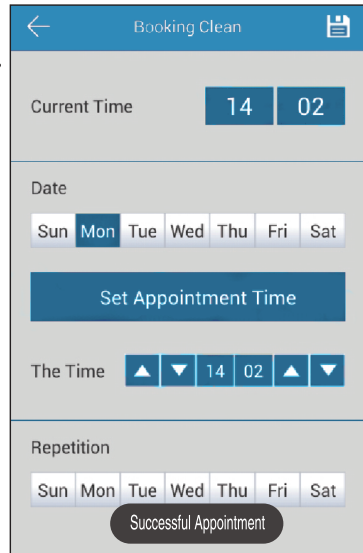 Booking Clean
Current Time 14 02
Date
Sun Mon Tue Wed Thu Fri Sat
Set Appointment Time
The Time 14 02
Repetition
Sun Mon Tue Wed Thu Fri Sat
Successful Appointment